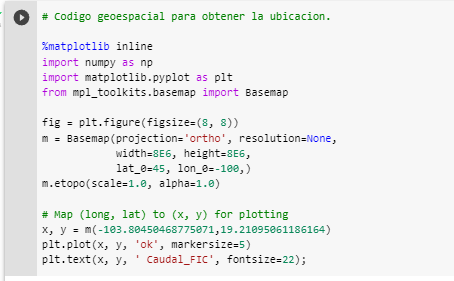 # Codigo geoespacial para obtener la ubicacion.
%matplotlib inline
import numpy as np
import matplotlib.pyplot as plt
from mpl_toolkits.basemap import Basemap
fig = plt.figure(figsize=(8, 8))
m = Basemap(projection='ortho', resolution=None,
width=8E6, height=8E6,
lat_0=45, lon_0=-100,)
m.etopo(scale=1.0, alpha=1.0)
# Map (long, lat) to (x, y) for plotting
x, y = m(-103.80450468775071,19.21095061186164)
plt.plot(x, y, 'ok', markersize=5)
plt.text(x, y, ' Caudal_FIC', fontsize=22);